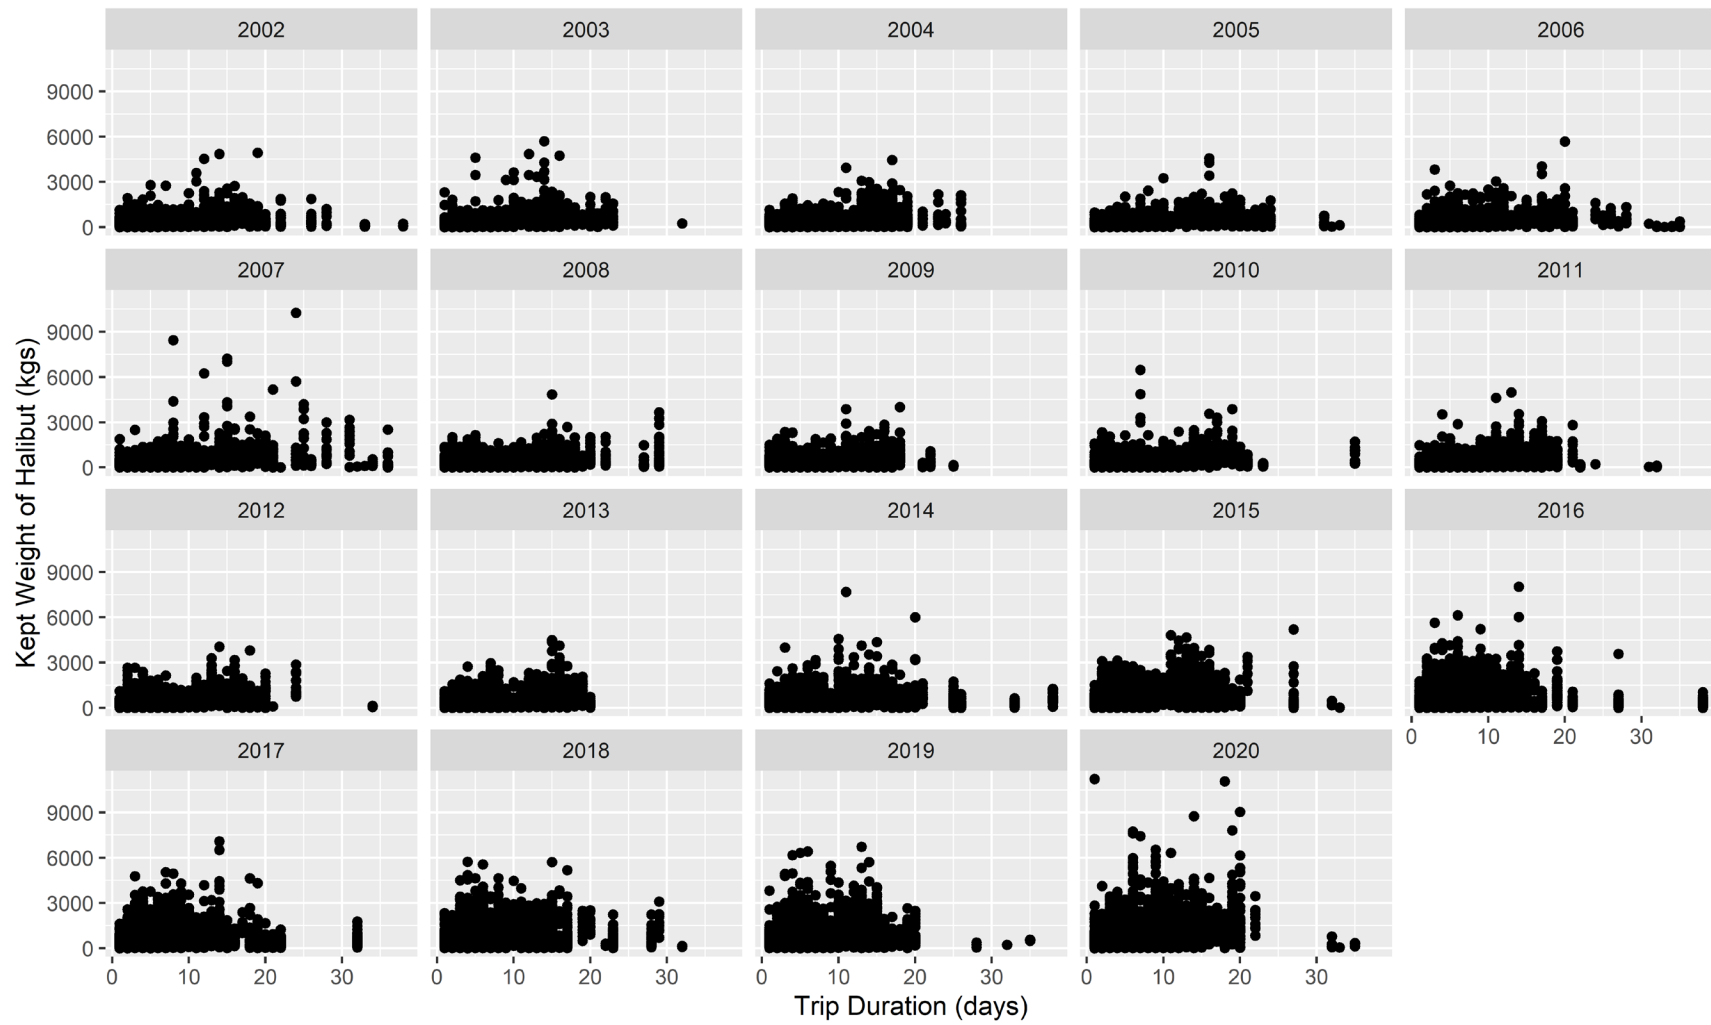 2002 2003 2004 2005 2006
9000
6000
3000
0
2007 2008 2009 2010 2011
9000
6000
3000
0
2012 2013 2014 2015 2016
9000
6000
3000
0
0 10 20 30
2017 2018 2019 2020
9000
6000
3000
0
0 10 20 30 0 10 20 30 0 10 20 30 0 10 20 30
Trip Duration (days)
Kept Weight of Halibut (kgs)